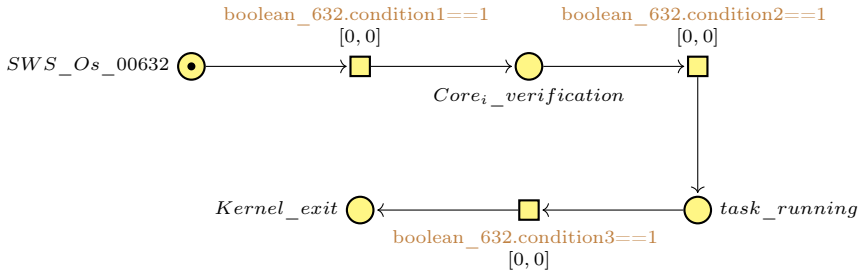 boolean_632.condition1==1
boolean_632.condition2==1
[0, 0]
[0, 0]
SWS_Os_00632
Core_i_verification
Kernel_exit
task_running
boolean_632.condition3==1
[0, 0]